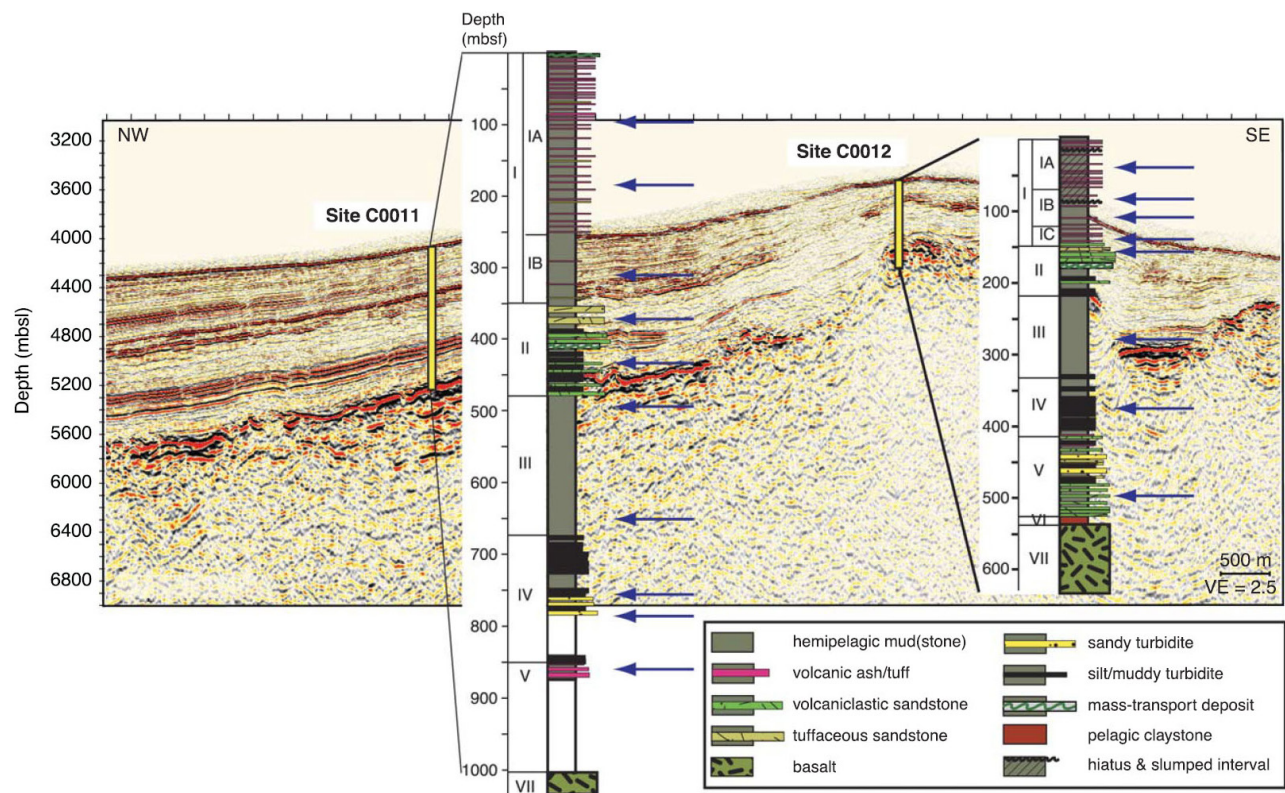 Depth
(mbsf)
NW
SE
3200
3600
4000
4400
4800
5200
5600
6000
6400
6800
Depth (mbsl)
Site C0011
Site C0012
100
200
300
400
500
600
700
800
900
1000
I
IA
IB
II
III
IV
V
VII
100
200
300
400
500
600
I
IA
IB
IC
II
III
IV
V
VI
VII
500 m
VE = 2.5
hemipelagic mud(stone)
volcanic ash/tuff
volcaniclastic sandstone
tuffaceous sandstone
basalt
sandy turbidite
silt/muddy turbidite
mass-transport deposit
pelagic claystone
hiatus & slumped interval